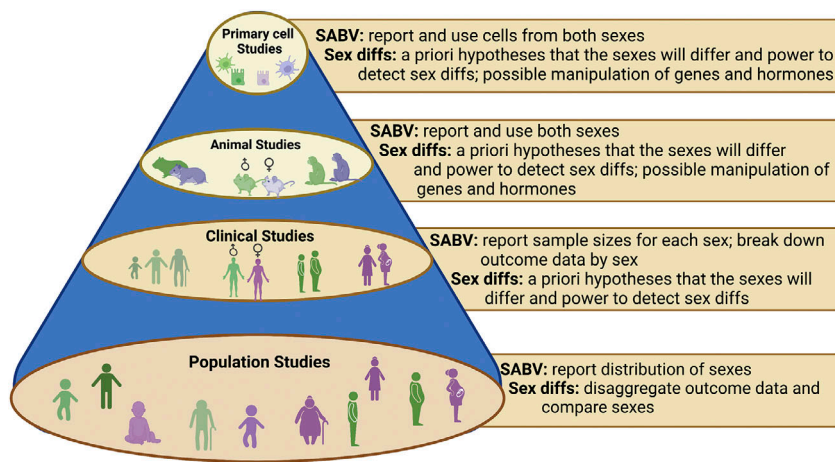 Primary cell
Studies
SABV: report and use cells from both sexes
Sex diffs: a priori hypotheses that the sexes will differ and power to
detect sex diffs; possible manipulation of genes and hormones
Animal Studies
♂ ♀
SABV: report and use both sexes
Sex diffs: a priori hypotheses that the sexes will differ
and power to detect sex diffs; possible manipulation of
genes and hormones
Clinical Studies
♂ ♀
SABV: report sample sizes for each sex; break down
outcome data by sex
Sex diffs: a priori hypotheses that the sexes will
differ and power to detect sex diffs
Population Studies
SABV: report distribution of sexes
Sex diffs: disaggregate outcome data and
compare sexes